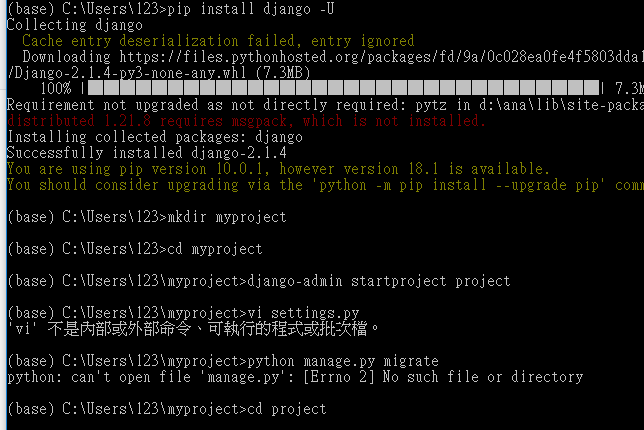 (base) C:\Users\123>pip install django -U
Collecting django
Cache entry deserialization failed, entry ignored
Downloading https://files.pythonhosted.org/packages/fd/9a/0c028ea0fe4f5803dda1
/Django-2.1.4-py3-none-any.whl (7.3MB)
100% || 7.3M
Requirement not upgraded as not directly required: pytz in d:\ana\lib\site-packa
distributed 1.21.8 requires msgpack, which is not installed.
Installing collected packages: django
Successfully installed django-2.1.4
You are using pip version 10.0.1, however version 18.1 is available.
You should consider upgrading via the 'python -m pip install --upgrade pip' comm
(base) C:\Users\123>mkdir myproject
(base) C:\Users\123>cd myproject
(base) C:\Users\123\myproject>django-admin startproject project
(base) C:\Users\123\myproject>vi settings.py
'vi' 不是內部或外部命令、可執行的程式或批次檔。
(base) C:\Users\123\myproject>python manage.py migrate
python: can't open file 'manage.py': [Errno 2] No such file or directory
(base) C:\Users\123\myproject>cd project